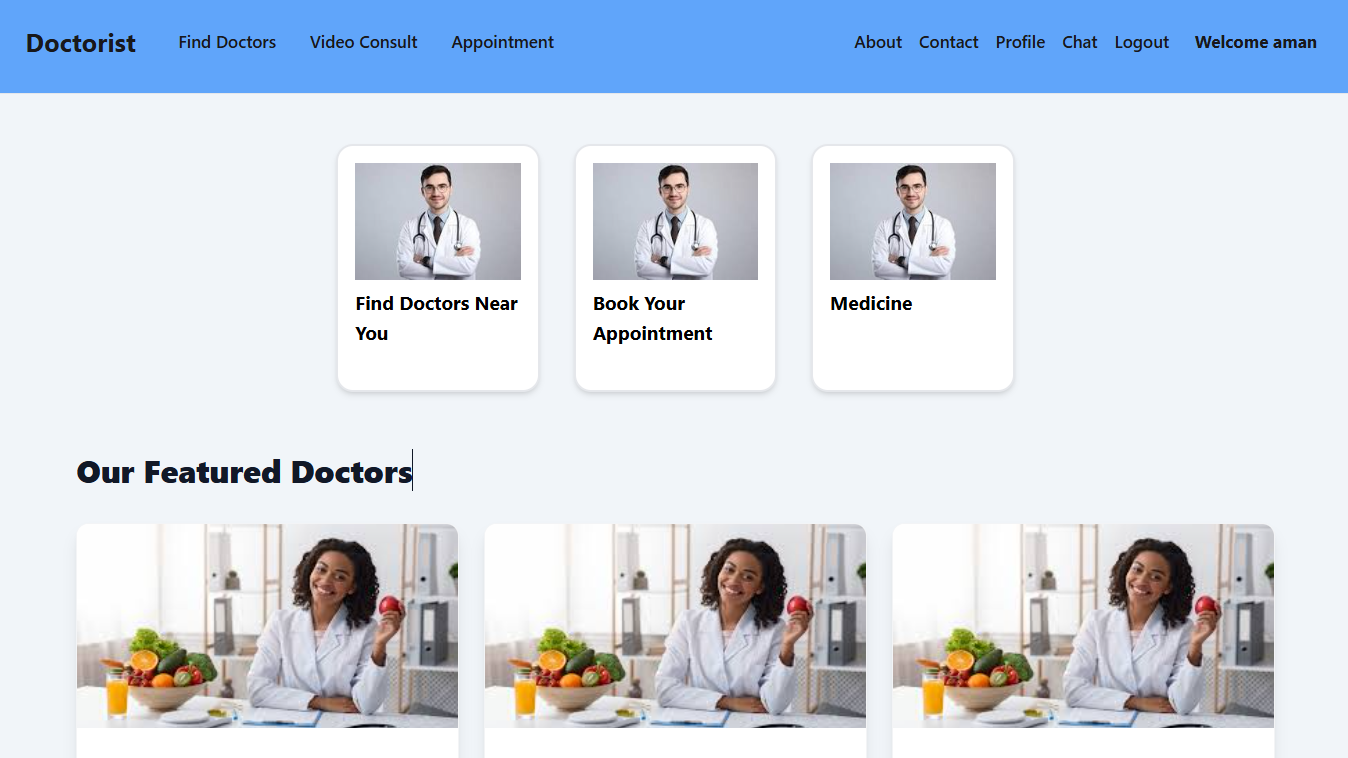 Doctorist Find Doctors Video Consult Appointment About Contact Profile Chat Logout Welcome aman
Find Doctors Near
You
Book Your
Appointment
Medicine
Our Featured Doctors